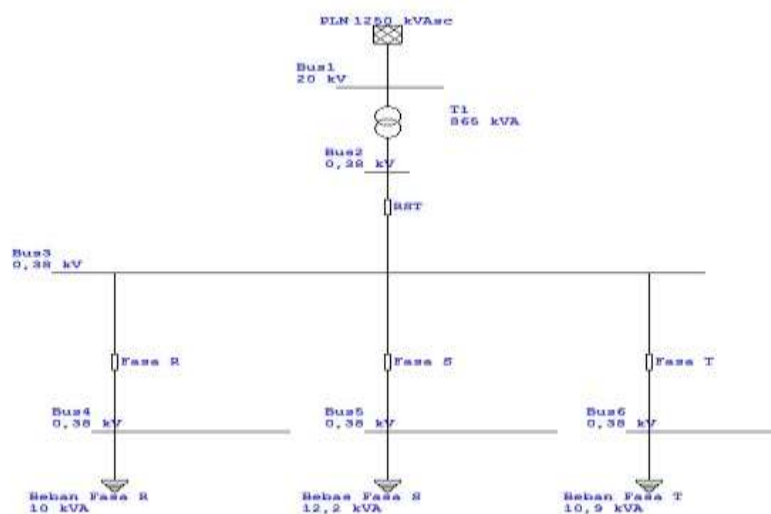 PLN 1250 kVAsc
Bus1
20 kV
T1
865 kVA
Bus2
0,38 kV
RST
Bus3
0,38 kV
Fasa R
Fasa S
Fasa T
Bus4
0,38 kV
Bus5
0,38 kV
Bus6
0,38 kV
Beban Fasa R
10 kVA
Beban Fasa S
12,2 kVA
Beban Fasa T
10,9 kVA